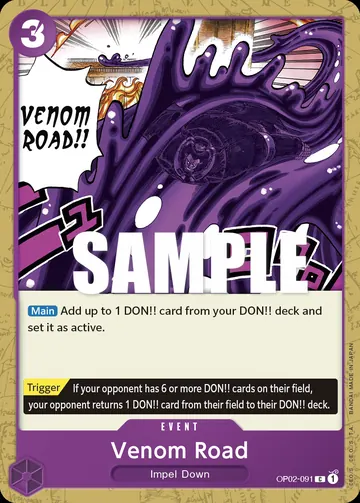 3
VENOM
ROAD!!
SAMPLE
Main Add up to 1 DON!! card from your DON!! deck and
set it as active.
Trigger If your opponent has 6 or more DON!! cards on their field,
your opponent returns 1 DON!! card from their field to their DON!! deck.
EVENT
Venom Road
Impel Down
OP02-091 C 1
BANDAI MADE IN JAPAN